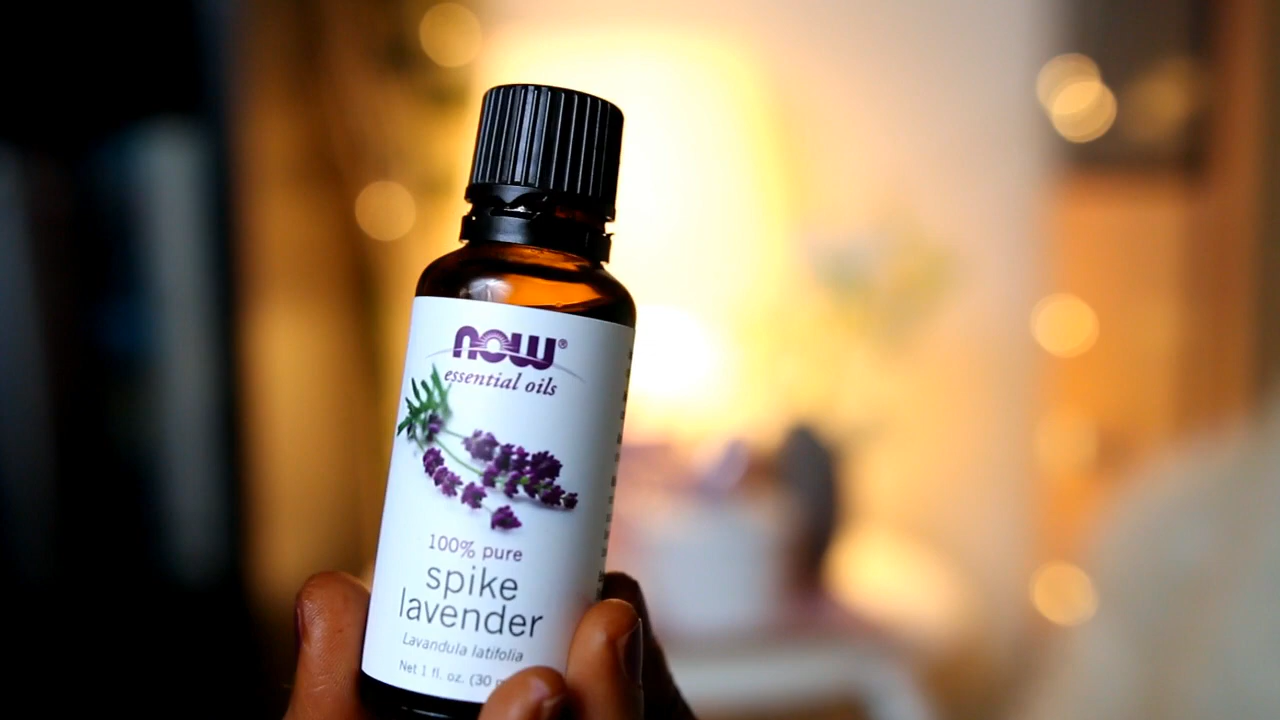 now®
essential oils
100% pure
spike
lavender
Lavandula latifolia
Net 1 fl. oz. (30